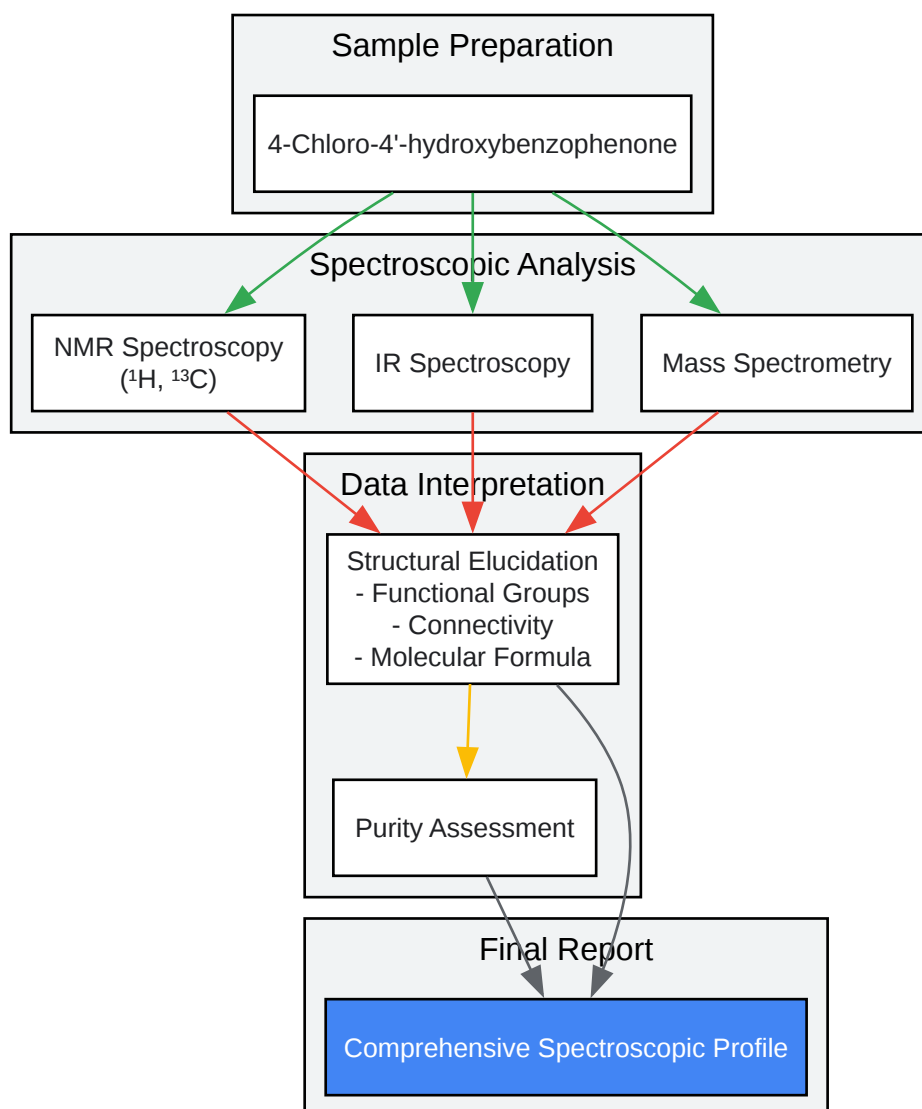 Sample Preparation
4-Chloro-4'-hydroxybenzophenone
Spectroscopic Analysis
NMR Spectroscopy
(¹H, ¹³C)
IR Spectroscopy
Mass Spectrometry
Data Interpretation
Structural Elucidation
- Functional Groups
- Connectivity
- Molecular Formula
Purity Assessment
Final Report
Comprehensive Spectroscopic Profile